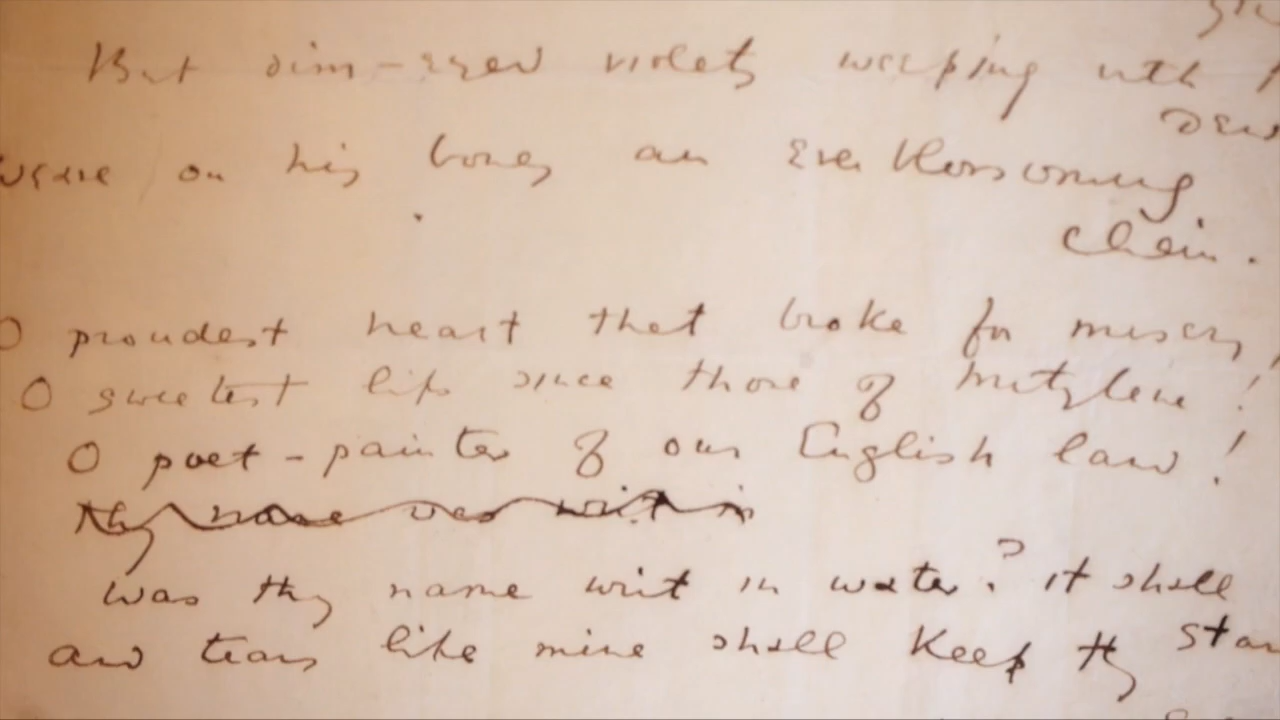 But dim-eyed violets weeping with
dew
weave on his bones an ever blossoming
chain.
O proudest heart that broke for misery,
O sweetest lips since those of Mitylene!
O poet-painter of our English land!
thy name was writ in
was thy name writ in water? it shall
stan
and tears like mine shall keep thy